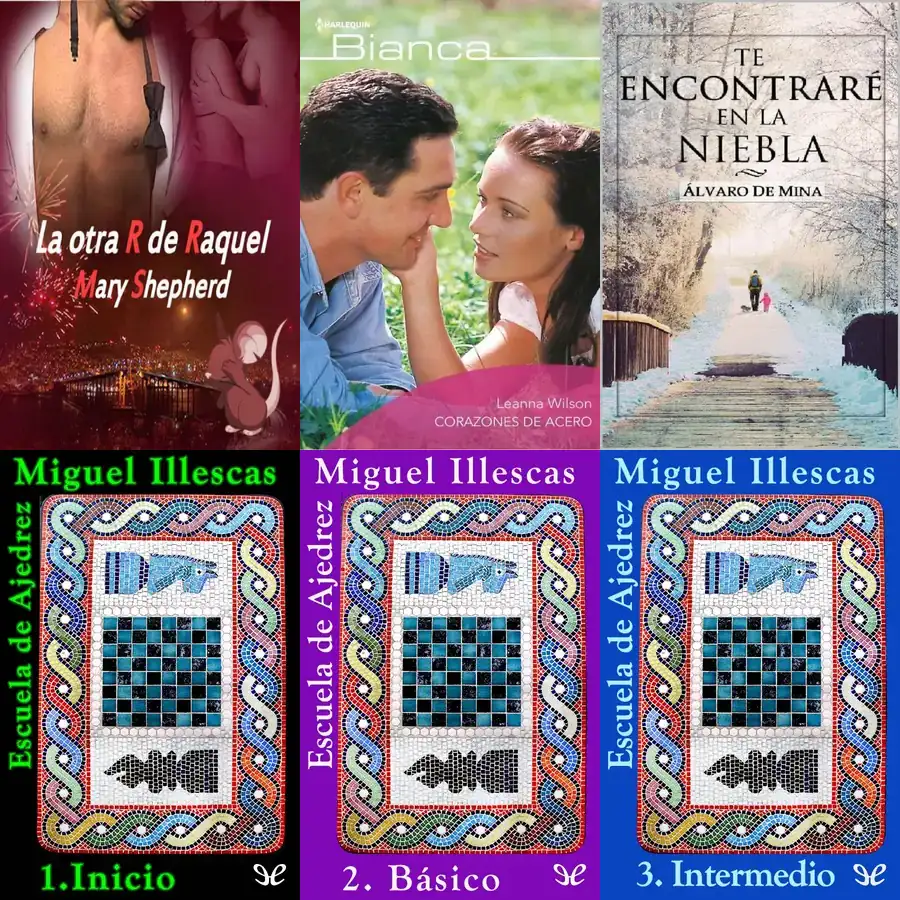 La otra R de Raquel
Mary Shepherd
HARLEQUIN
Bianca
Leanna Wilson
CORAZONES DE ACERO
TE
ENCONTRARÉ
EN LA
NIEBLA
ÁLVARO DE MINA
Miguel Illescas
Escuela de Ajedrez
1.Inicio
Miguel Illescas
Escuela de Ajedrez
2. Básico
Miguel Illescas
Escuela de Ajedrez
3. Intermedio